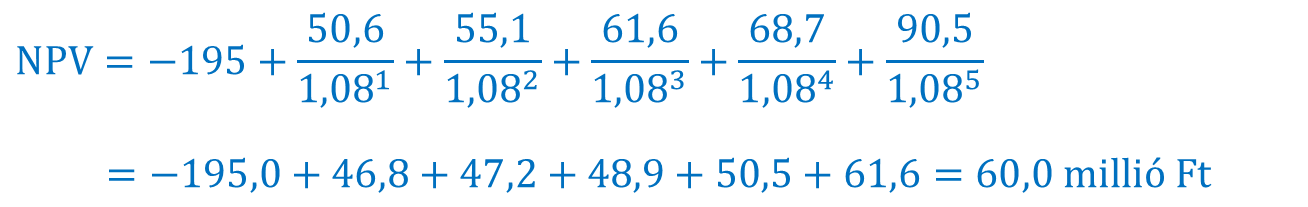 NPV = −195 + 50,6/1,08¹ + 55,1/1,08² + 61,6/1,08³ + 68,7/1,08⁴ + 90,5/1,08⁵
= −195,0 + 46,8 + 47,2 + 48,9 + 50,5 + 61,6 = 60,0 millió Ft